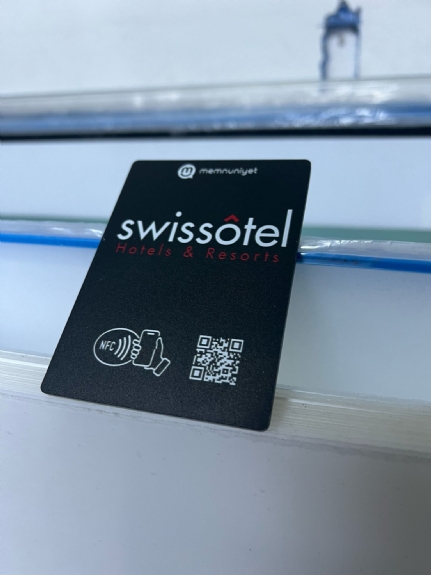 memnuniyet
swissôtel
Hotels & Resorts
NFC